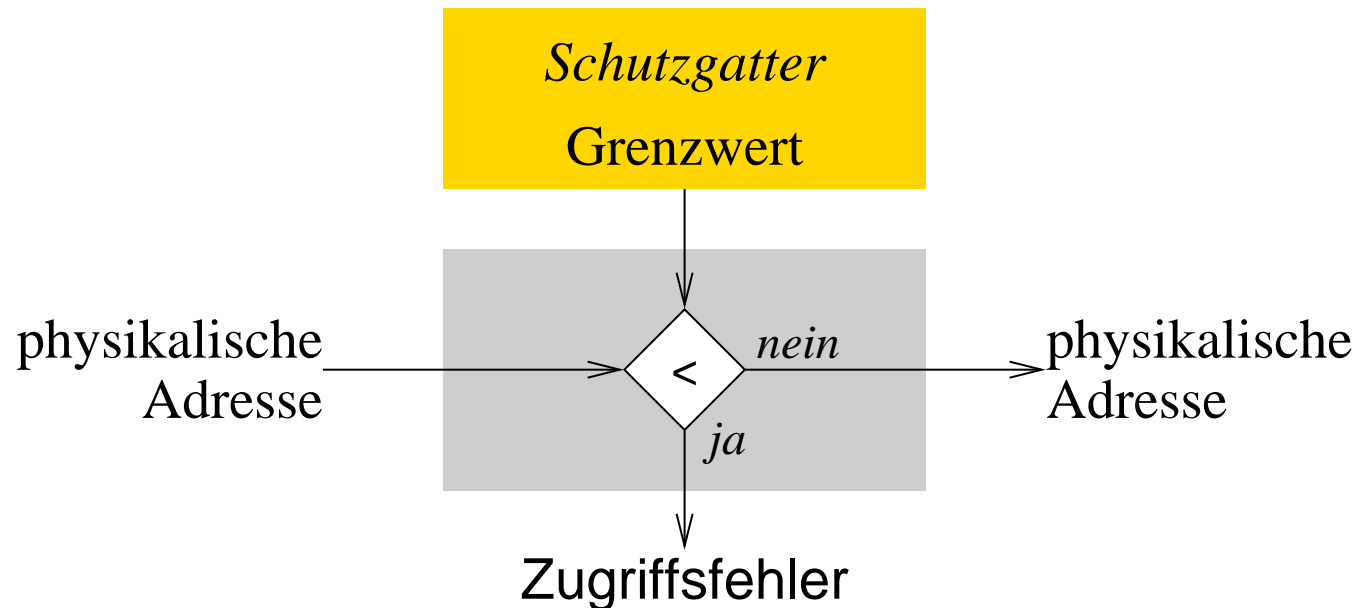 Schutzgatter
Grenzwert
physikalische
Adresse
<
nein
ja
physikalische
Adresse
Zugriffsfehler